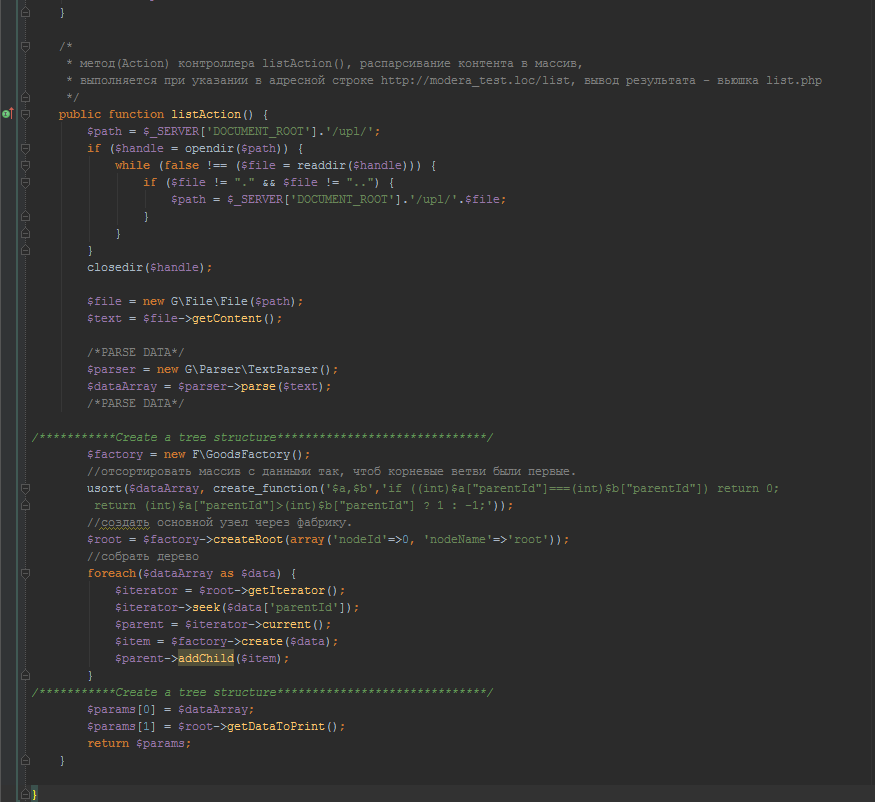 }
/*
* метод(Action) контроллера listAction(), распарсивание контента в массив,
* выполняется при указании в адресной строке http://modera_test.loc/list, вывод результата - вьюшка list.php
*/
public function listAction() {
$path = $_SERVER['DOCUMENT_ROOT'].'/upl/';
if ($handle = opendir($path)) {
while (false !== ($file = readdir($handle))) {
if ($file != "." && $file != "..") {
$path = $_SERVER['DOCUMENT_ROOT'].'/upl/'.$file;
}
}
}
closedir($handle);
$file = new G\File\File($path);
$text = $file->getContent();
/*PARSE DATA*/
$parser = new G\Parser\TextParser();
$dataArray = $parser->parse($text);
/*PARSE DATA*/
/***********Create a tree structure******************************/
$factory = new F\GoodsFactory();
//отсортировать массив с данными так, чтоб корневые ветви были первые.
usort($dataArray, create_function('$a,$b','if ((int)$a["parentId"]===(int)$b["parentId"]) return 0;
return (int)$a["parentId"]>(int)$b["parentId"] ? 1 : -1;'));
//создать основной узел через фабрику.
$root = $factory->createRoot(array('nodeId'=>0, 'nodeName'=>'root'));
//собрать дерево
foreach($dataArray as $data) {
$iterator = $root->getIterator();
$iterator->seek($data['parentId']);
$parent = $iterator->current();
$item = $factory->create($data);
$parent->addChild($item);
}
/***********Create a tree structure******************************/
$params[0] = $dataArray;
$params[1] = $root->getDataToPrint();
return $params;
}
}